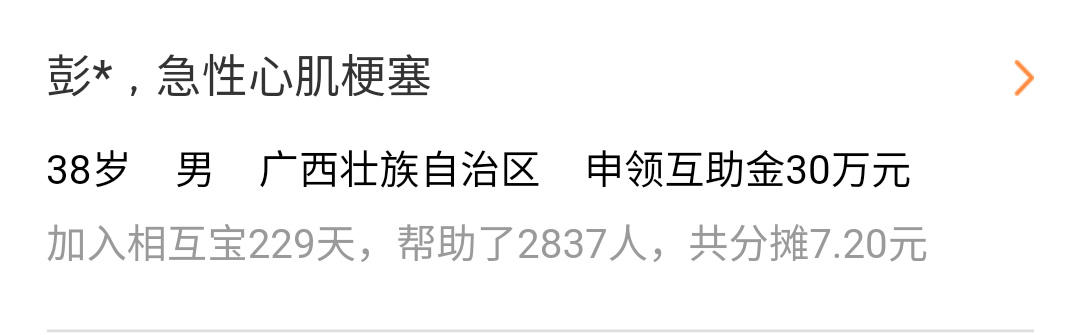 彭*，急性心肌梗塞
38岁 男 广西壮族自治区 申领互助金30万元
加入相互宝229天，帮助了2837人，共分摊7.20元